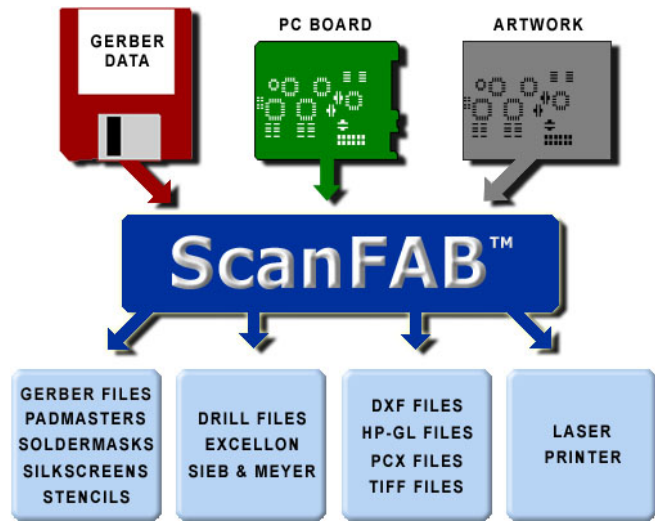 GERBER
DATA
PC BOARD
ARTWORK
ScanFAB™
GERBER FILES
PADMASTERS
SOLDERMASKS
SILKSCREENS
STENCILS
DRILL FILES
EXCELLON
SIEB & MEYER
DXF FILES
HP-GL FILES
PCX FILES
TIFF FILES
LASER
PRINTER